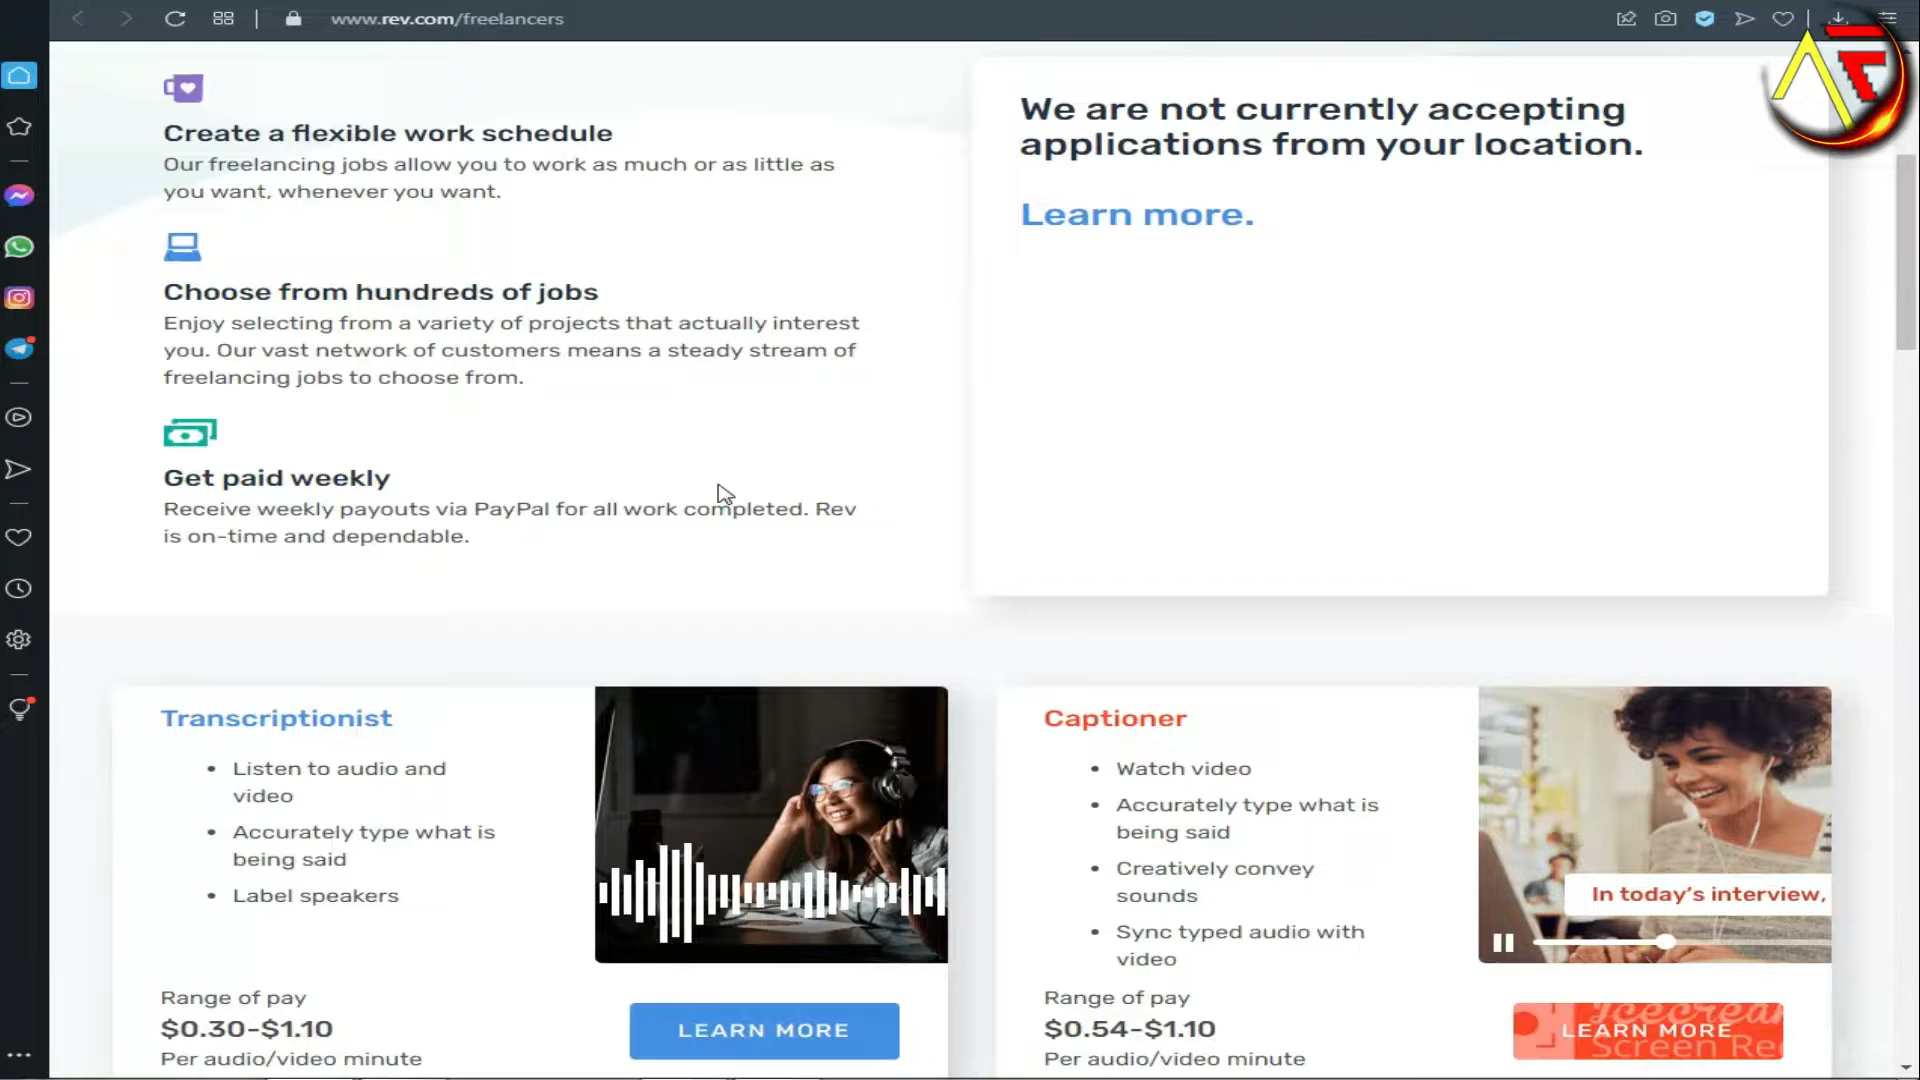 www.rev.com/freelancers
Create a flexible work schedule
Our freelancing jobs allow you to work as much or as little as
you want, whenever you want.
Choose from hundreds of jobs
Enjoy selecting from a variety of projects that actually interest
you. Our vast network of customers means a steady stream of
freelancing jobs to choose from.
Get paid weekly
Receive weekly payouts via PayPal for all work completed. Rev
is on-time and dependable.
We are not currently accepting
applications from your location.
Learn more.
Transcriptionist
• Listen to audio and
video
• Accurately type what is
being said
• Label speakers
Range of pay
$0.30-$1.10
Per audio/video minute
LEARN MORE
Captioner
• Watch video
• Accurately type what is
being said
• Creatively convey
sounds
• Sync typed audio with
video
In today's interview,
Range of pay
$0.54-$1.10
Per audio/video minute
LEARN MORE
Icecream
Screen Rec